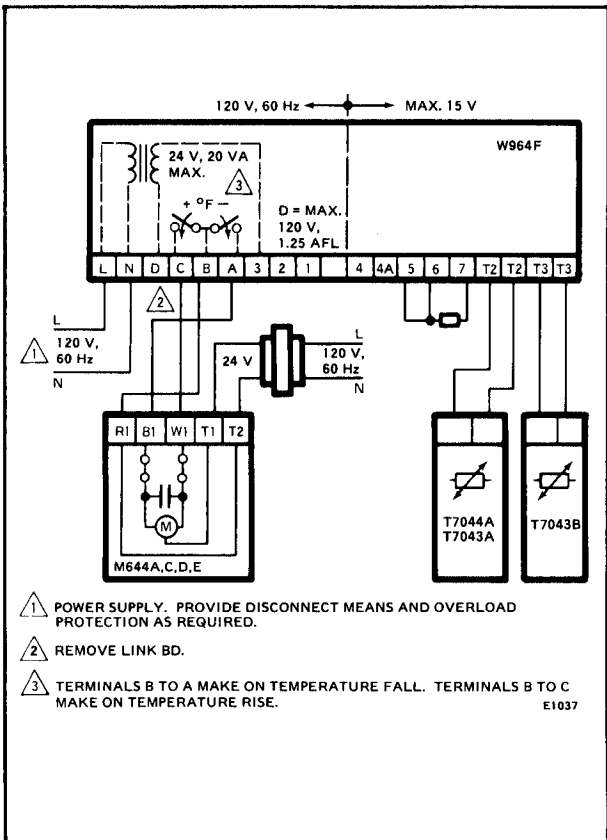 120 V, 60 Hz MAX. 15 V
W964F
24 V, 20 VA
MAX.
3
+ °F −
D = MAX.
120 V,
1.25 AFL
L N D C B A 3 2 1 4 4A 5 6 7 T2 T2 T3 T3
2
L
1
120 V,
60 Hz
N
24 V
L
120 V,
60 Hz
N
R1 B1 W1 T1 T2
M
M644A,C,D,E
T7044A
T7043A
T7043B
1 POWER SUPPLY. PROVIDE DISCONNECT MEANS AND OVERLOAD
PROTECTION AS REQUIRED.
2 REMOVE LINK BD.
3 TERMINALS B TO A MAKE ON TEMPERATURE FALL. TERMINALS B TO C
MAKE ON TEMPERATURE RISE.
E1037